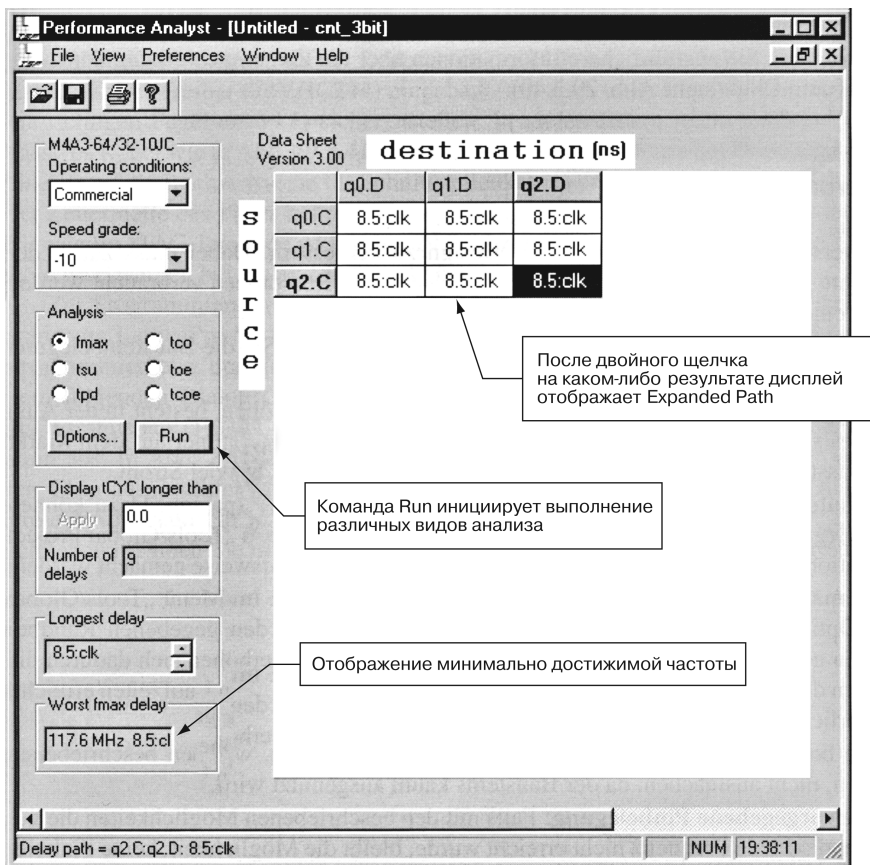 Performance Analyst - [Untitled - cnt_3bit]
File View Preferences Window Help
M4A3-64/32-10JC
Operating conditions:
Commercial
Speed grade:
-10
Analysis
fmax tco
tsu toe
tpd tcoe
Options... Run
Display tCYC longer than
Apply 0.0
Number of delays 9
Longest delay
8.5:clk
Worst fmax delay
117.6 MHz 8.5:cl
Data Sheet
Version 3.00
destination (ns)
source
q0.D q1.D q2.D
q0.C 8.5:clk 8.5:clk 8.5:clk
q1.C 8.5:clk 8.5:clk 8.5:clk
q2.C 8.5:clk 8.5:clk 8.5:clk
После двойного щелчка
на каком-либо результате дисплей
отображает Expanded Path
Команда Run инициирует выполнение
различных видов анализа
Отображение минимально достижимой частоты
Delay path = q2.C:q2.D: 8.5:clk NUM 19:38:11